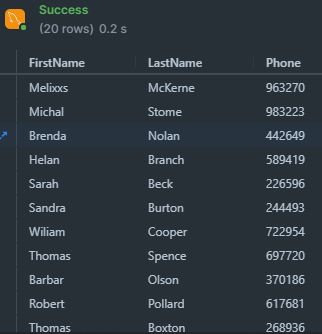 Success
(20 rows) 0.2 s
FirstName LastName Phone
Melixxs McKerne 963270
Michal Stome 983223
Brenda Nolan 442649
Helan Branch 589419
Sarah Beck 226596
Sandra Burton 244493
Wiliam Cooper 722954
Thomas Spence 697720
Barbar Olson 370186
Robert Pollard 617681
Thomas Boxton 268936